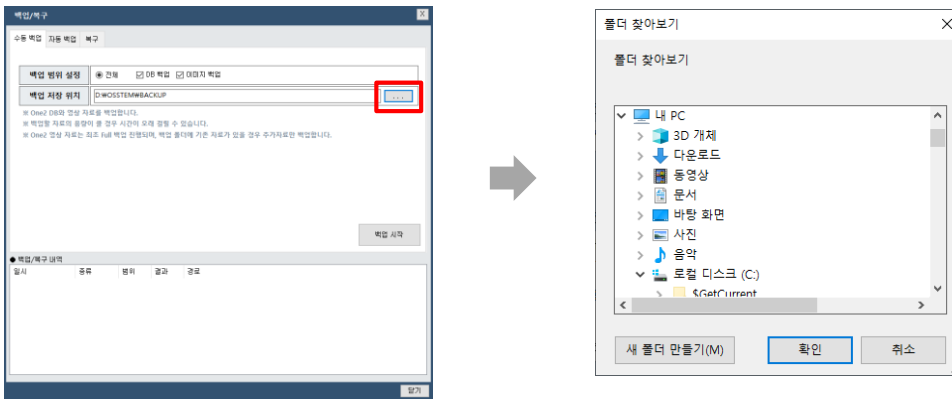 백업/복구
수동 백업 자동 백업 복구
백업 범위 설정 전체 DB 백업 이미지 백업
백업 저장 위치 D:₩OSSTEM₩BACKUP ...
※ One2 DB와 영상 자료를 백업합니다.
※ 백업할 자료의 용량이 클 경우 시간이 오래 걸릴 수 있습니다.
※ One2 영상 자료는 최초 Full 백업 진행되며, 백업 폴더에 기존 자료가 있을 경우 추가자료만 백업합니다.
백업 시작
백업/복구 내역
일시 종류 범위 결과 경로
닫기
폴더 찾아보기
폴더 찾아보기
내 PC
3D 개체
다운로드
동영상
문서
바탕 화면
사진
음악
로컬 디스크 (C:)
$GetCurrent
새 폴더 만들기(M) 확인 취소